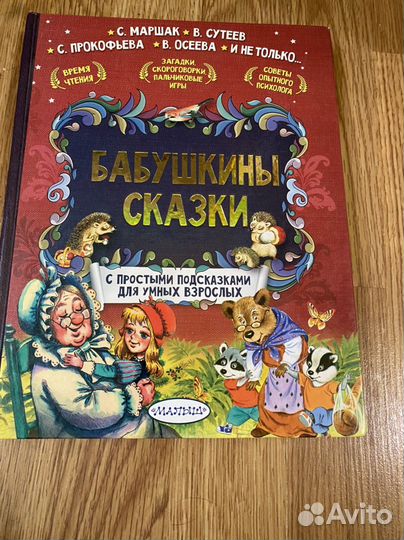 С. МАРШАК • В. СУТЕЕВ
С. ПРОКОФЬЕВА • В. ОСЕЕВА • И НЕ ТОЛЬКО...
ВРЕМЯ
ЧТЕНИЯ
ЗАГАДКИ,
СКОРОГОВОРКИ,
ПАЛЬЧИКОВЫЕ
ИГРЫ
СОВЕТЫ
ОПЫТНОГО
ПСИХОЛОГА
БАБУШКИНЫ
СКАЗКИ
С ПРОСТЫМИ ПОДСКАЗКАМИ
ДЛЯ УМНЫХ ВЗРОСЛЫХ
«МАЛЫШ»
Avito